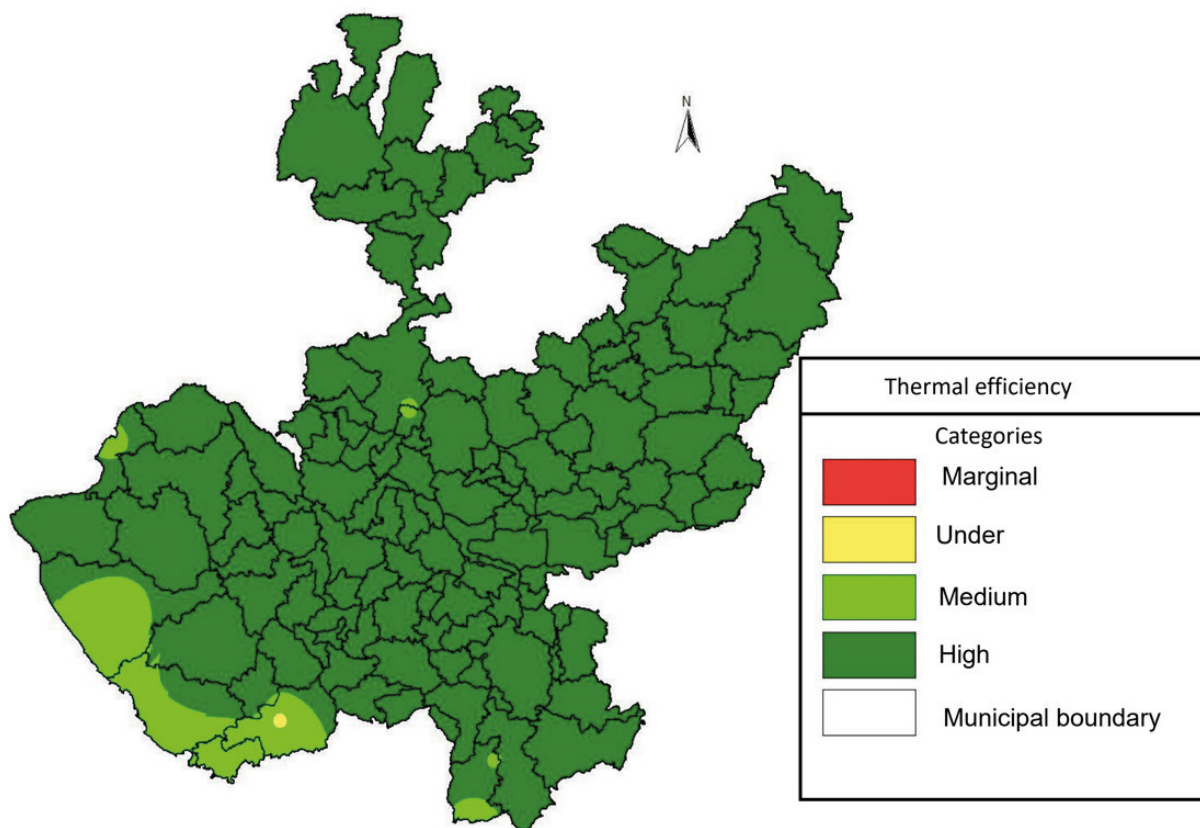 N
Thermal efficiency
Categories
Marginal
Under
Medium
High
Municipal boundary